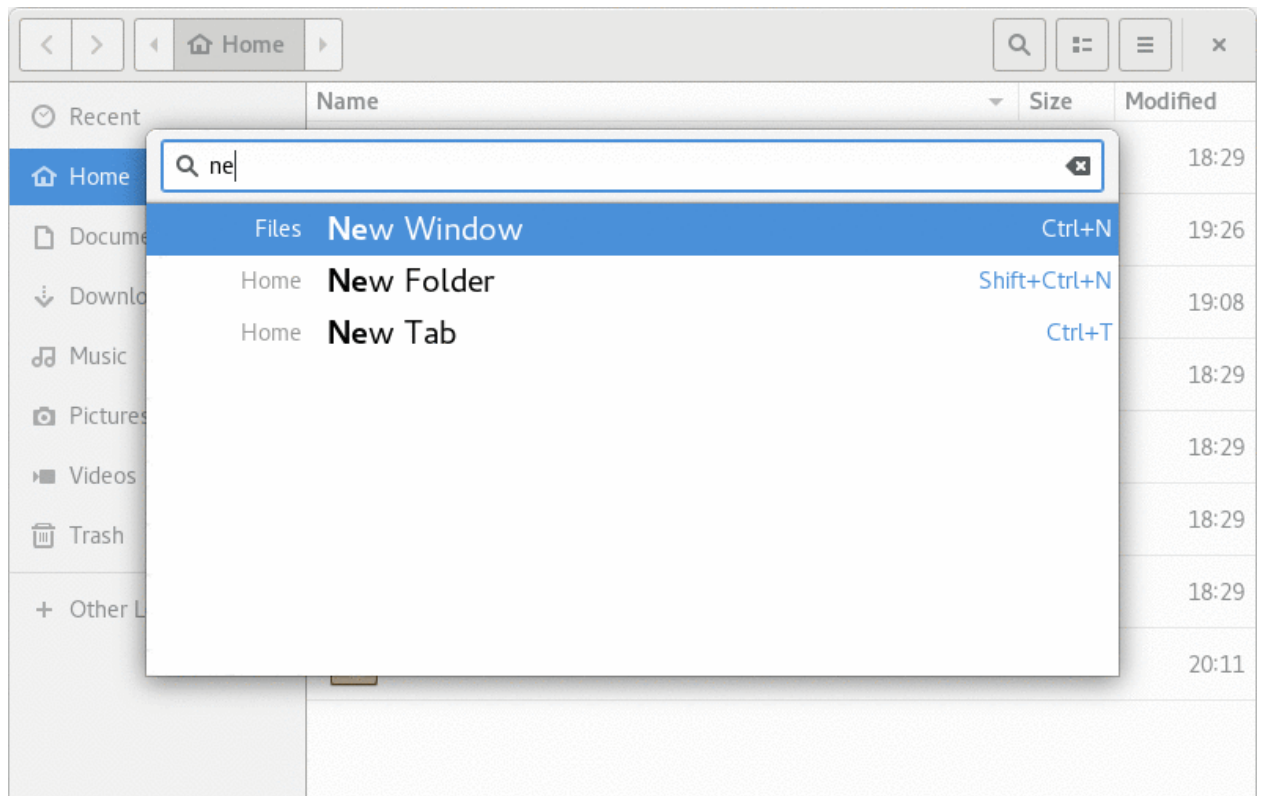 Home
Name Size Modified
Recent
ne
18:29
Home
Files New Window Ctrl+N
Docume
19:26
Home New Folder Shift+Ctrl+N
Downlo
19:08
Home New Tab Ctrl+T
Music
18:29
Pictures
18:29
Videos
18:29
Trash
18:29
Other L
20:11